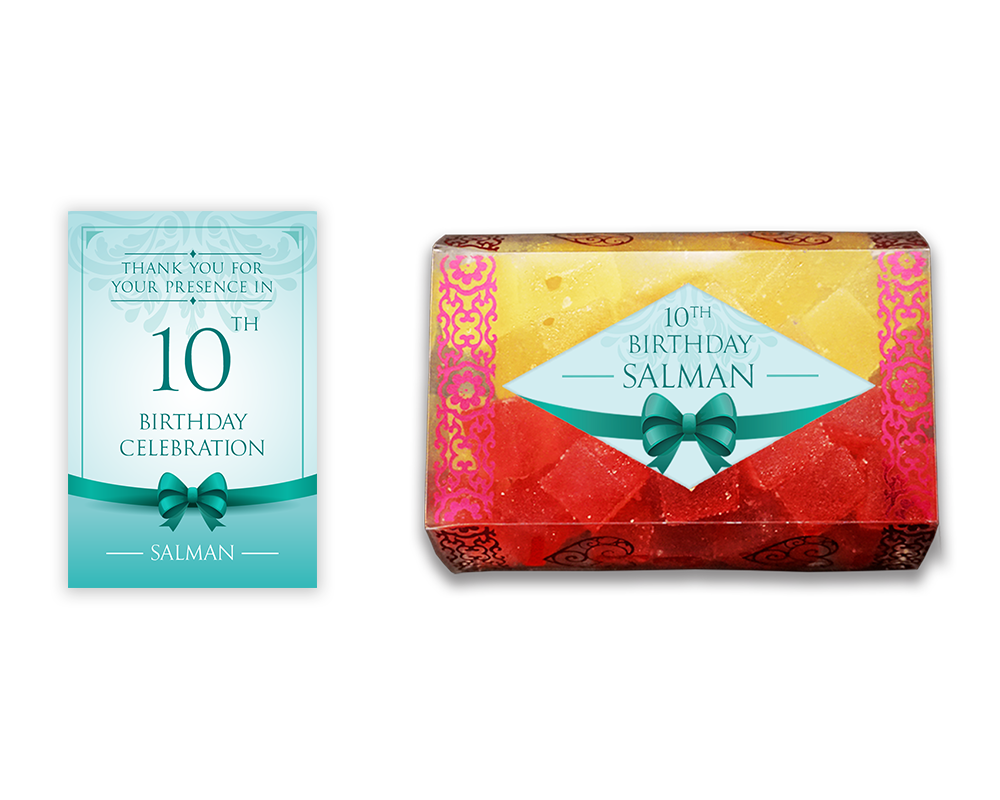 THANK YOU FOR
YOUR PRESENCE IN
10TH
BIRTHDAY
CELEBRATION
SALMAN
10TH
BIRTHDAY
SALMAN